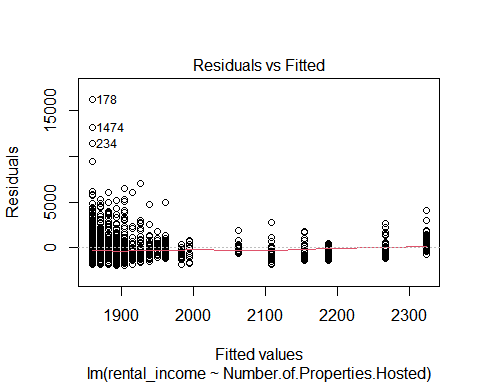 Residuals vs Fitted
Residuals
15000
5000
0
178
1474
234
1900
2000
2100
2200
2300
Fitted values
lm(rental_income ~ Number.of.Properties.Hosted)